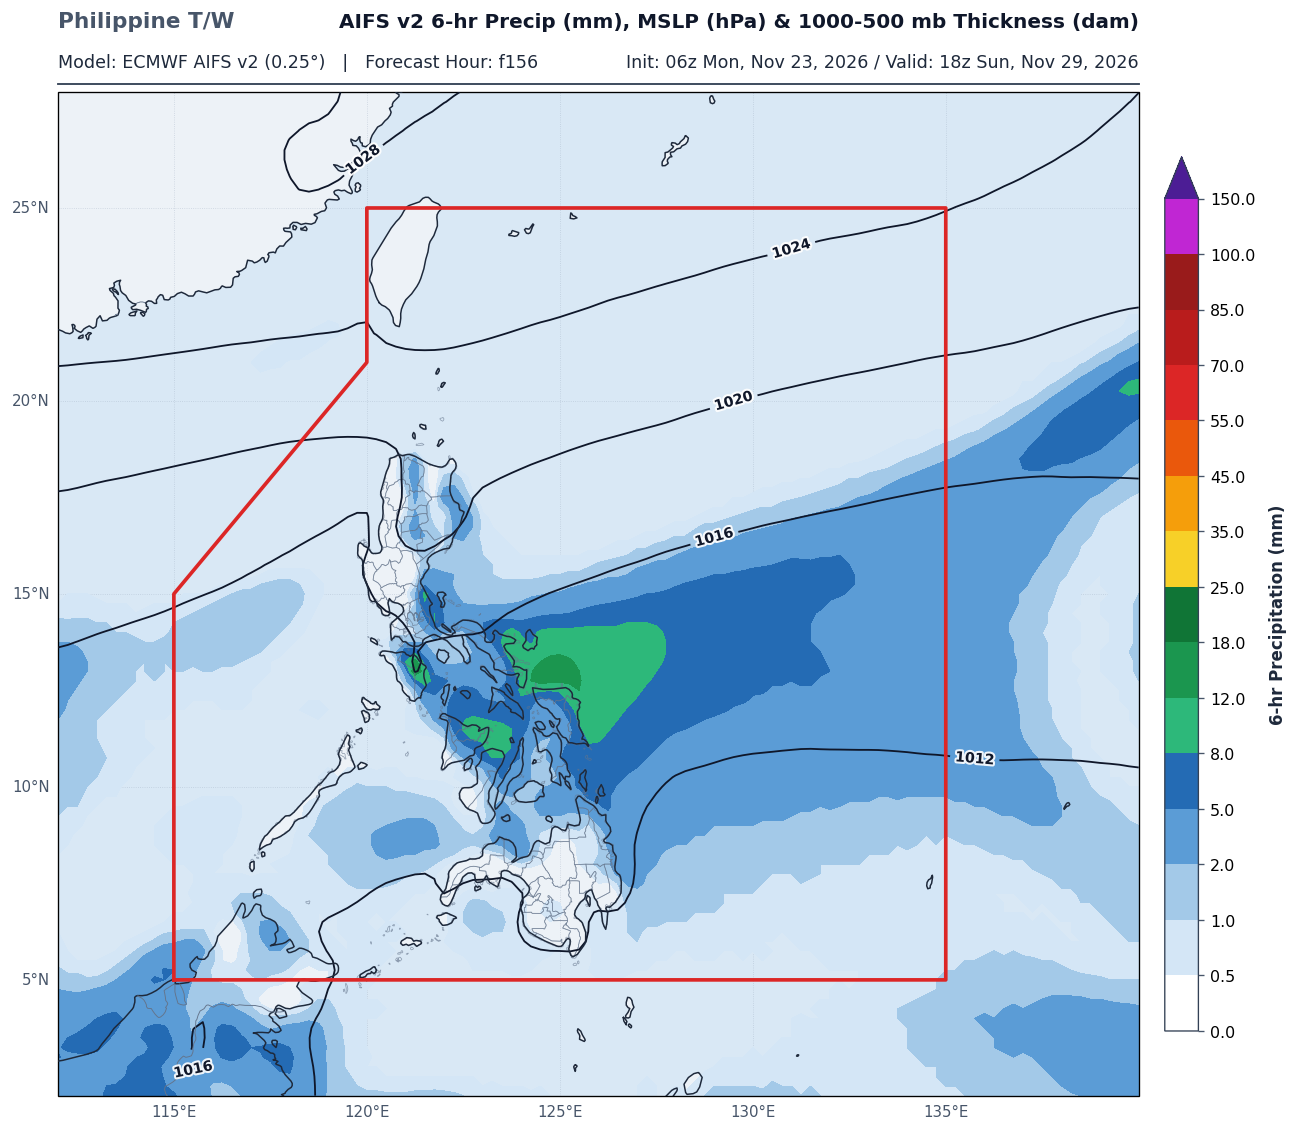 Philippine T/W
AIFS v2 6-hr Precip (mm), MSLP (hPa) & 1000-500 mb Thickness (dam)
Model: ECMWF AIFS v2 (0.25°) | Forecast Hour: f156
Init: 06z Mon, Nov 23, 2026 / Valid: 18z Sun, Nov 29, 2026
1028
1024
1020
1016
1012
1016
25°N
20°N
15°N
10°N
5°N
115°E
120°E
125°E
130°E
135°E
150.0
100.0
85.0
70.0
55.0
45.0
35.0
25.0
18.0
12.0
8.0
5.0
2.0
1.0
0.5
0.0
6-hr Precipitation (mm)